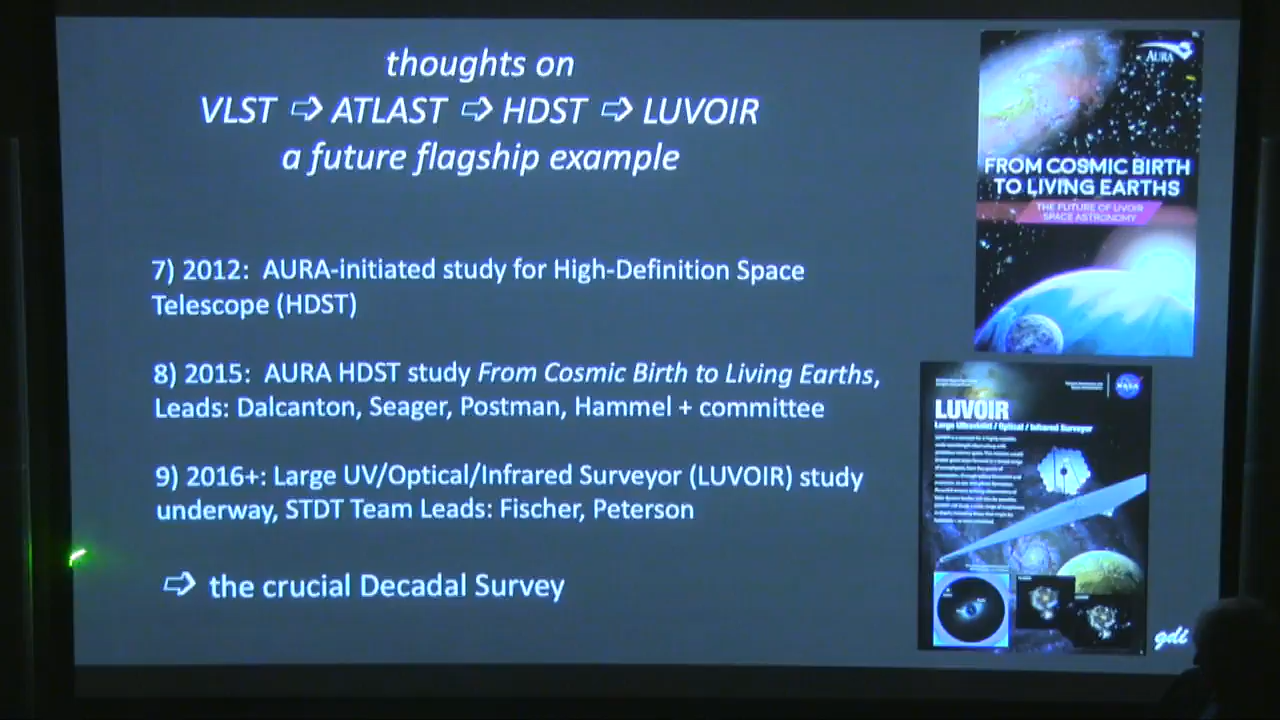 thoughts on
VLST ⇨ ATLAST ⇨ HDST ⇨ LUVOIR
a future flagship example
7) 2012: AURA-initiated study for High-Definition Space
Telescope (HDST)
8) 2015: AURA HDST study From Cosmic Birth to Living Earths,
Leads: Dalcanton, Seager, Postman, Hammel + committee
9) 2016+: Large UV/Optical/Infrared Surveyor (LUVOIR) study
underway, STDT Team Leads: Fischer, Peterson
⇨ the crucial Decadal Survey
AURA
FROM COSMIC BIRTH
TO LIVING EARTHS
THE FUTURE OF UVOIR
SPACE ASTRONOMY
NASA
LUVOIR
Large Ultraviolet / Optical / Infrared Surveyor
gdi